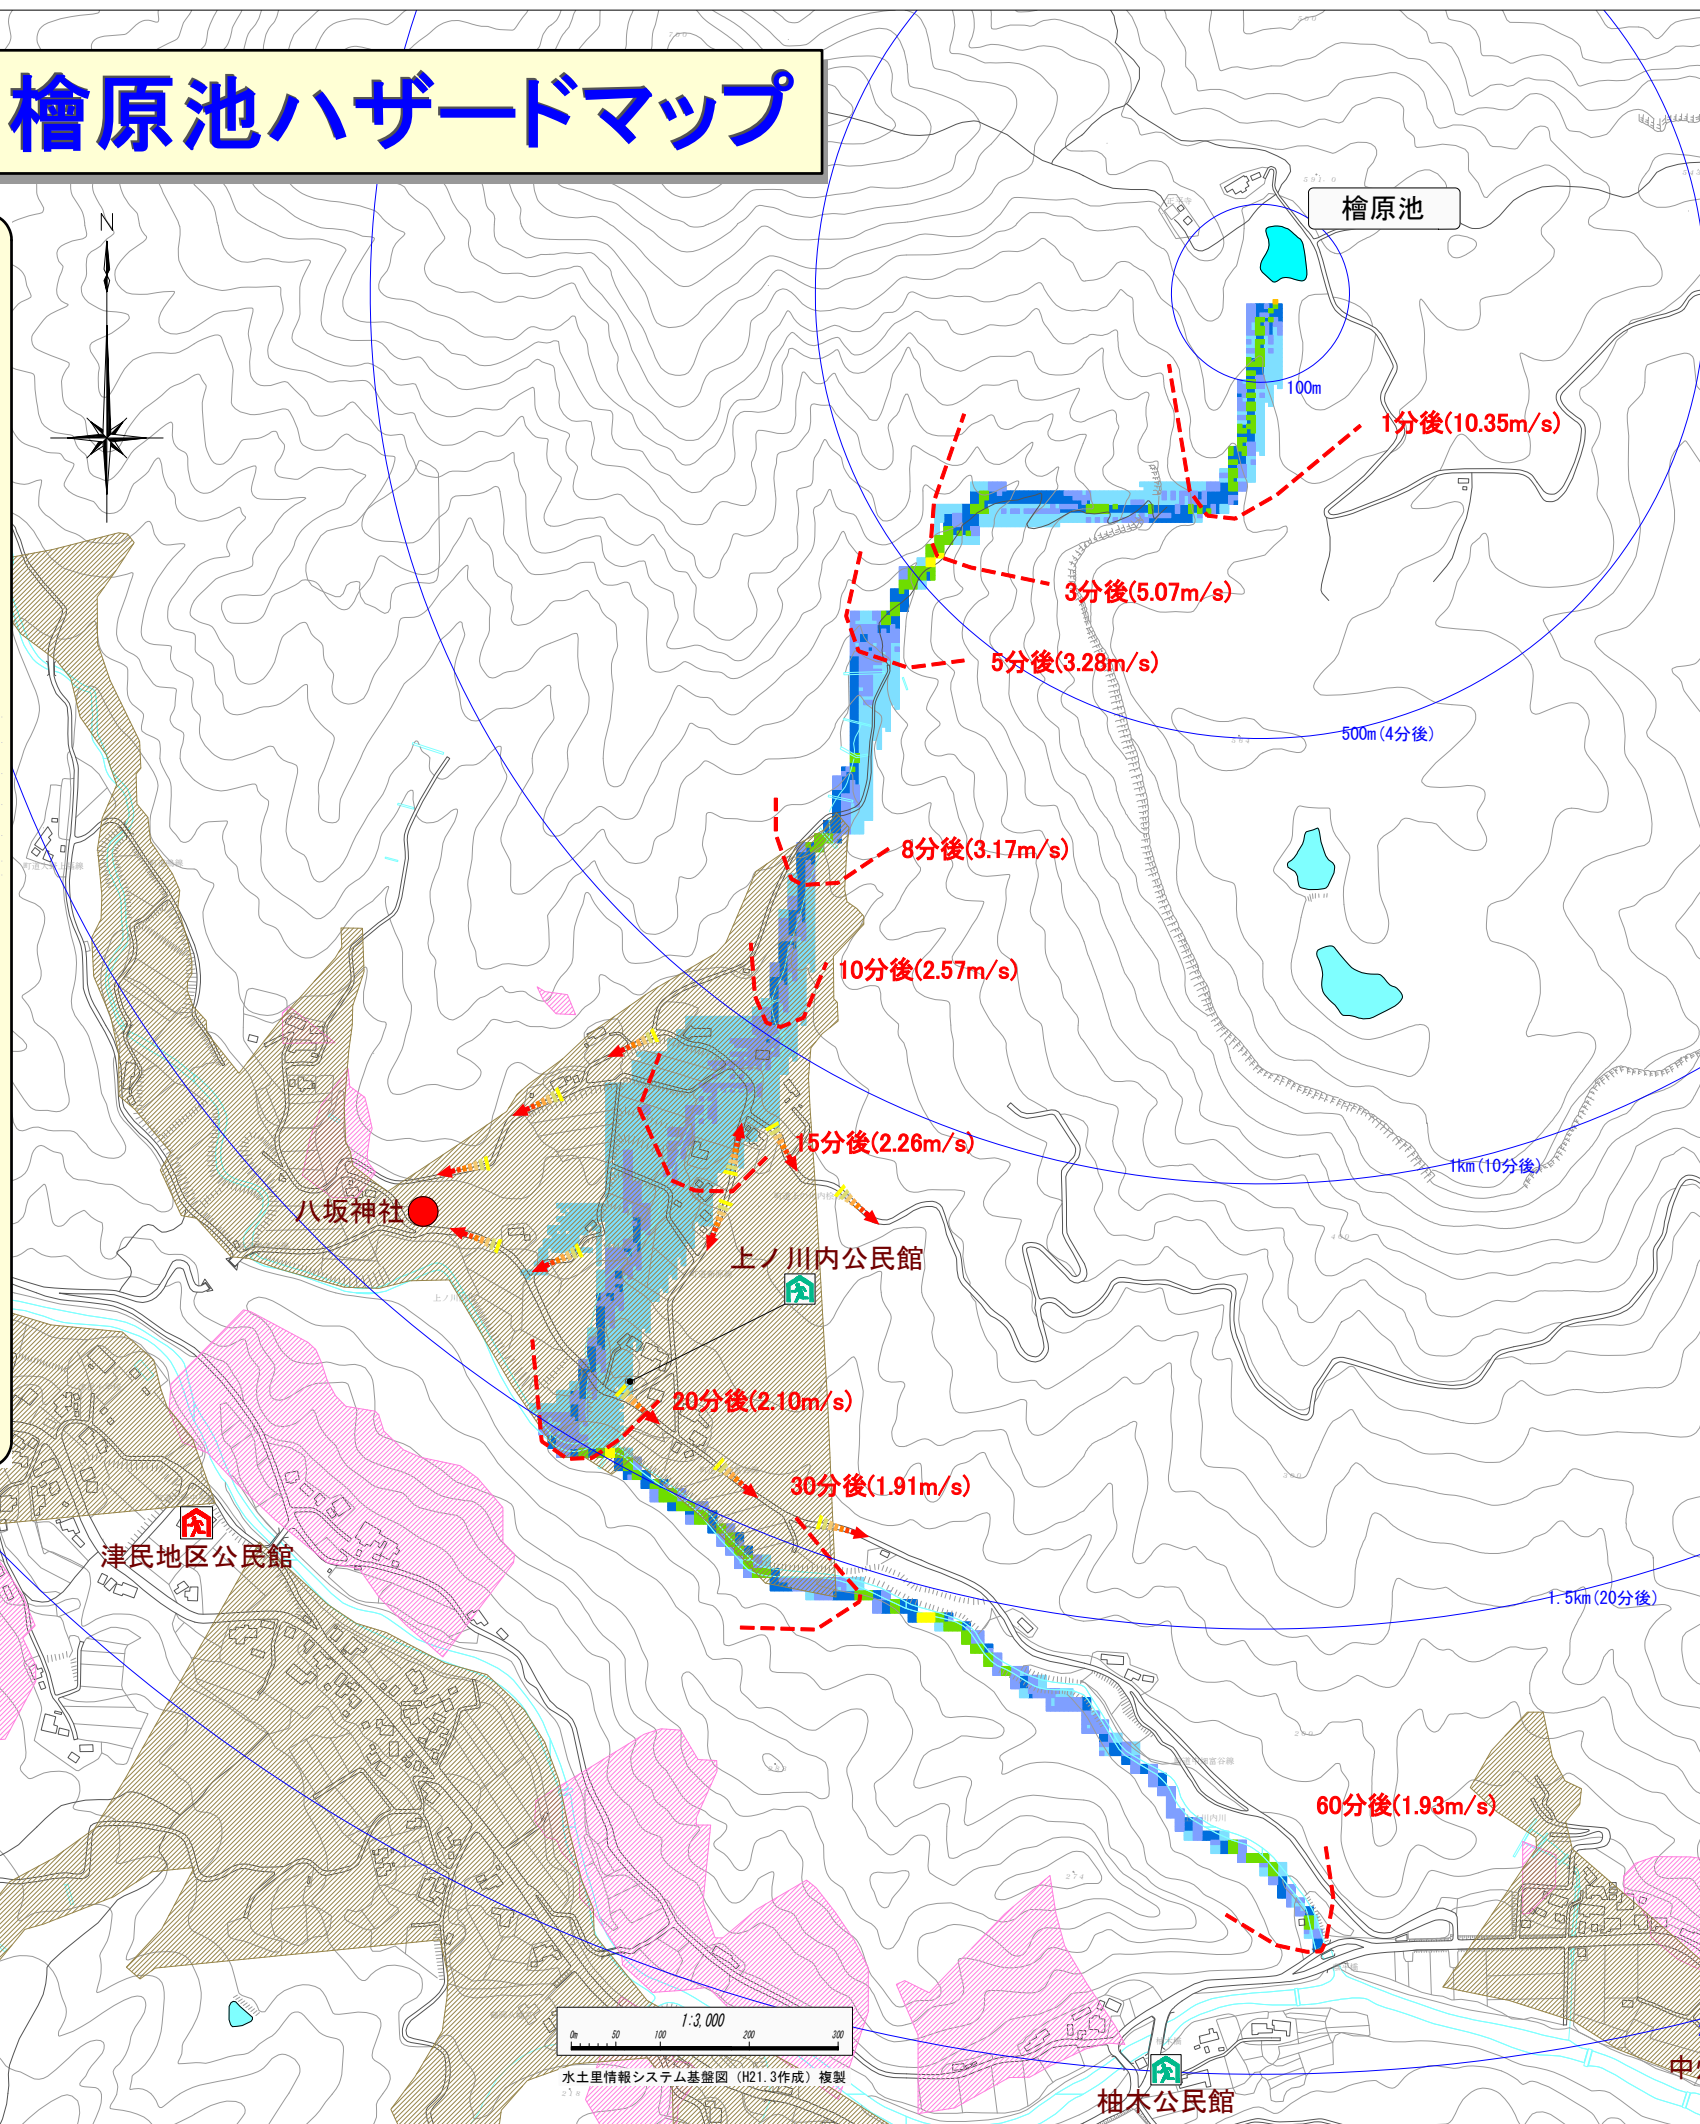 檜原池ハザードマップ
N
檜原池
100m
1分後(10.35m/s)
3分後(5.07m/s)
5分後(3.28m/s)
500m(4分後)
8分後(3.17m/s)
10分後(2.57m/s)
15分後(2.26m/s)
1km(10分後)
八坂神社
上ノ川内公民館
20分後(2.10m/s)
30分後(1.91m/s)
津民地区公民館
1.5km(20分後)
60分後(1.93m/s)
1:3,000
0m 50 100 200 300
水土里情報システム基盤図（H21.3作成）複製
柚木公民館
中